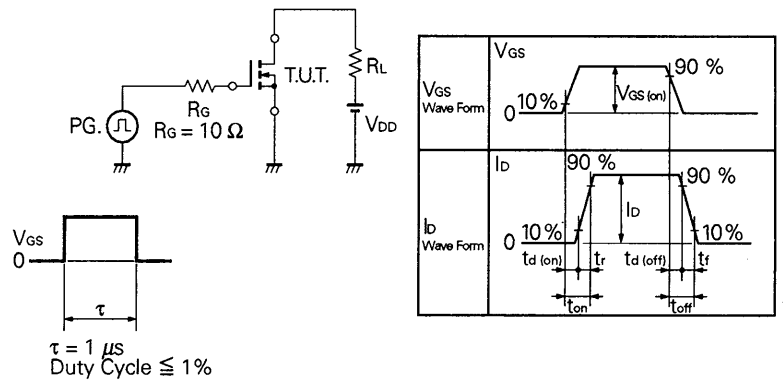 T.U.T.
RL
RG
PG.
RG = 10 Ω
VDD
VGS
0
τ
τ = 1 μs
Duty Cycle ≦ 1%
VGS
Wave Form
VGS
90 %
10%
VGS (on)
0
ID
Wave Form
ID
90 %
90 %
ID
0
10%
10%
td (on)
tr
td (off)
tf
ton
toff